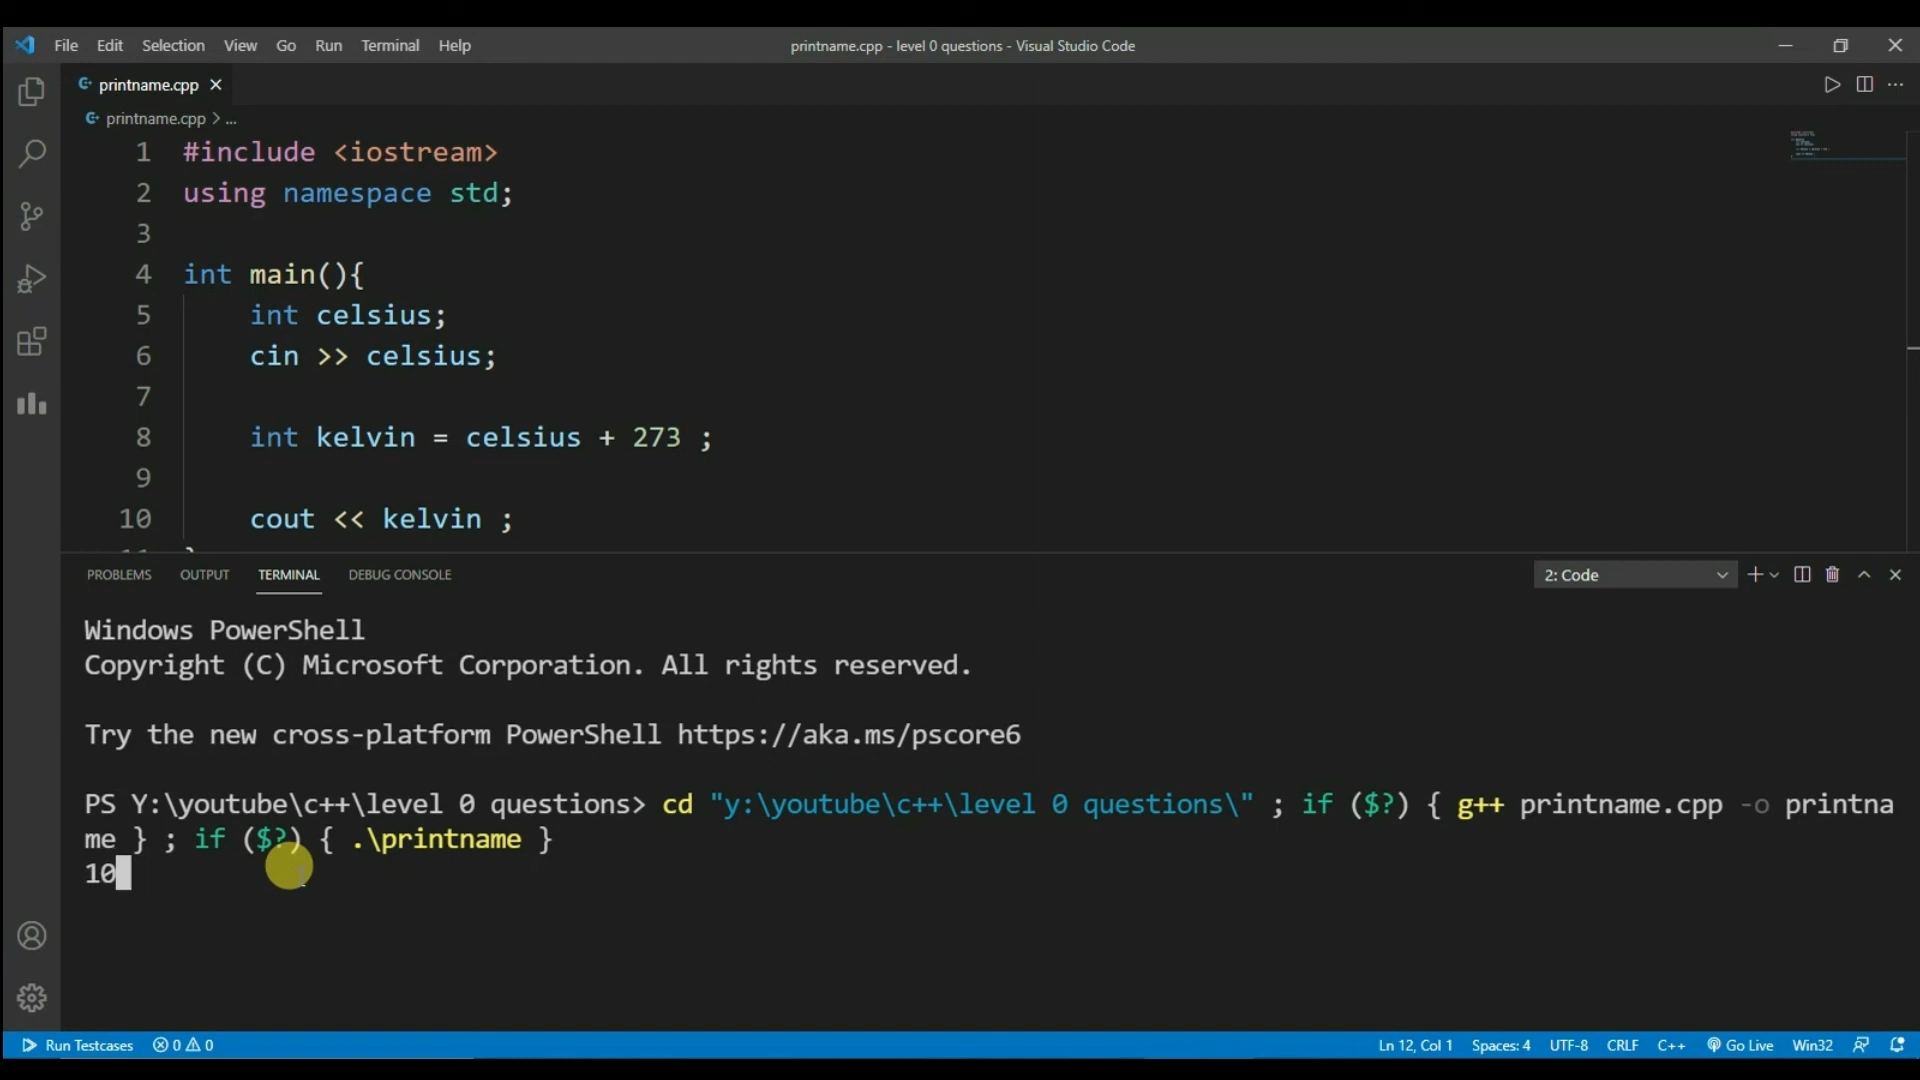 File Edit Selection View Go Run Terminal Help printname.cpp - level 0 questions - Visual Studio Code
printname.cpp
printname.cpp > ...
1 #include <iostream>
2 using namespace std;
3
4 int main(){
5 int celsius;
6 cin >> celsius;
7
8 int kelvin = celsius + 273 ;
9
10 cout << kelvin ;
PROBLEMS OUTPUT TERMINAL DEBUG CONSOLE 2: Code
Windows PowerShell
Copyright (C) Microsoft Corporation. All rights reserved.
Try the new cross-platform PowerShell https://aka.ms/pscore6
PS Y:\youtube\c++\level 0 questions> cd "y:\youtube\c++\level 0 questions\" ; if ($?) { g++ printname.cpp -o printna
me } ; if ($?) { .\printname }
10
Run Testcases 0 0 Ln 12, Col 1 Spaces: 4 UTF-8 CRLF C++ Go Live Win32